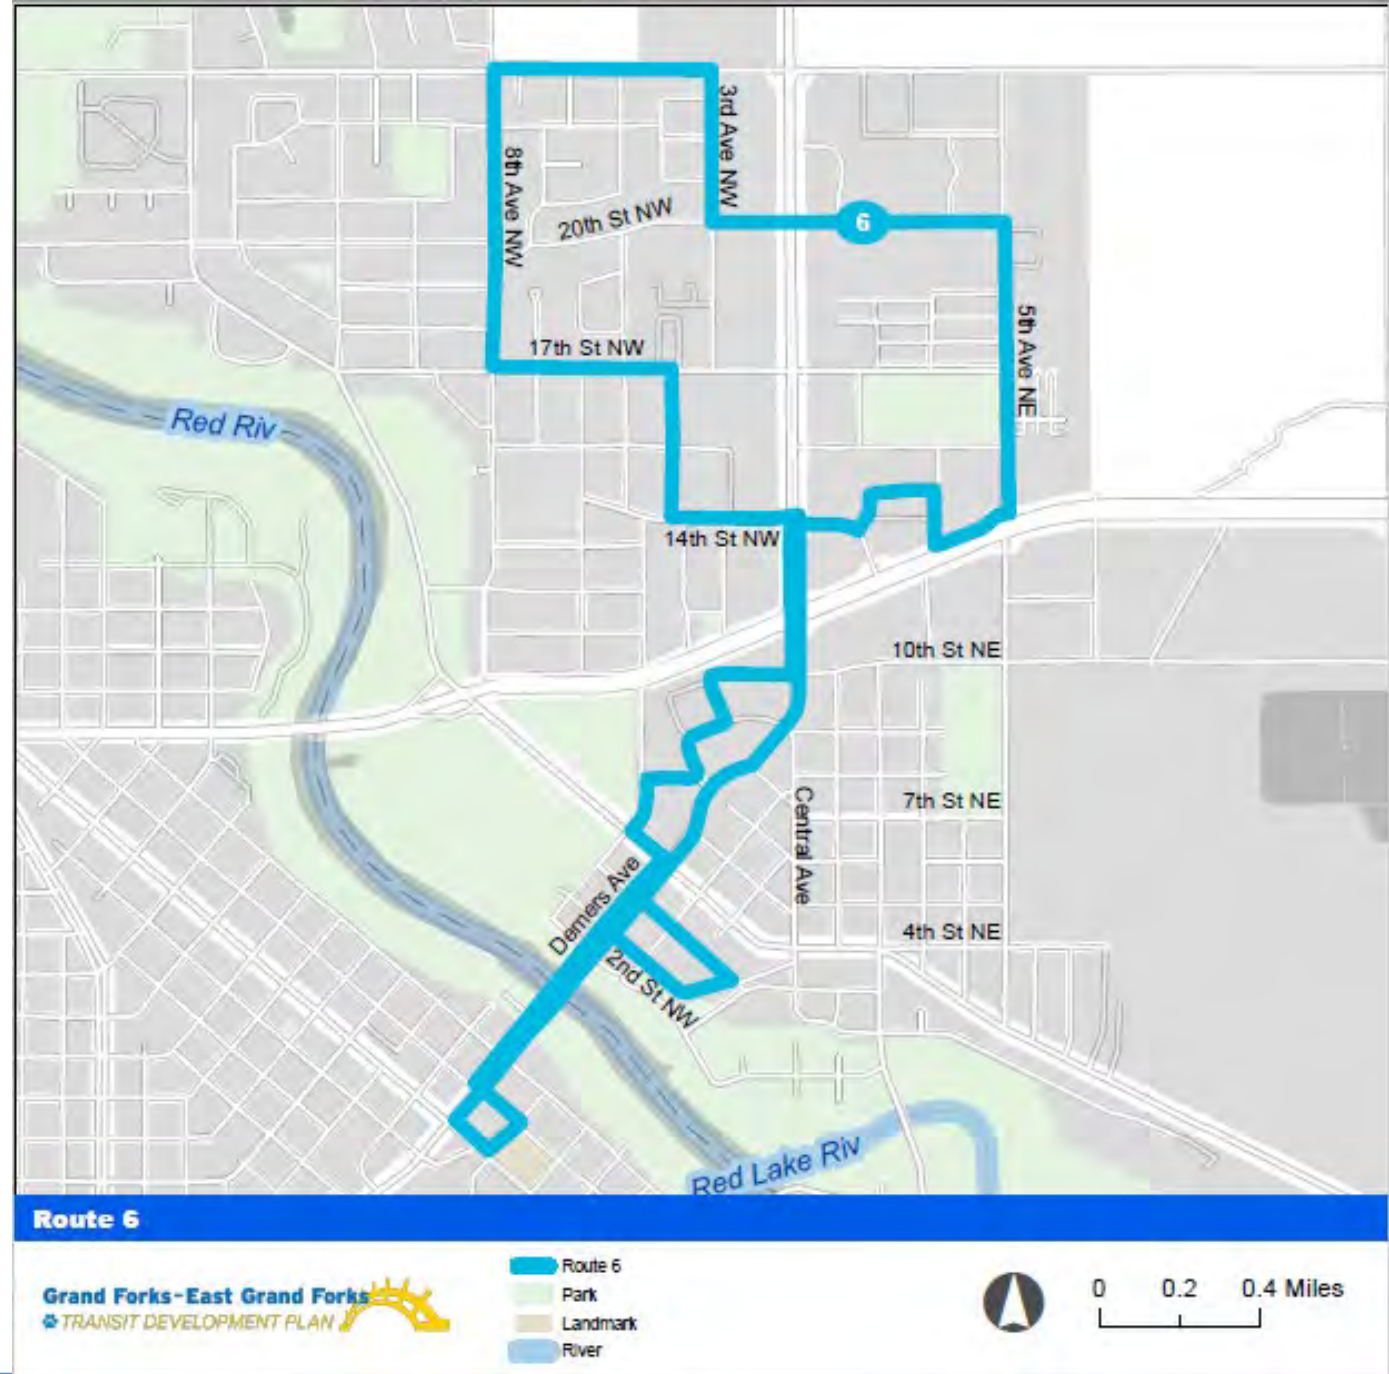 3rd Ave NW
8th Ave NW
20th St NW
6
5th Ave NE
17th St NW
Red Riv
14th St NW
10th St NE
7th St NE
Central Ave
Demers Ave
4th St NE
2nd St NW
Red Lake Riv
Route 6
Route 6
Park
Landmark
River
Grand Forks-East Grand Forks
TRANSIT DEVELOPMENT PLAN
0 0.2 0.4 Miles